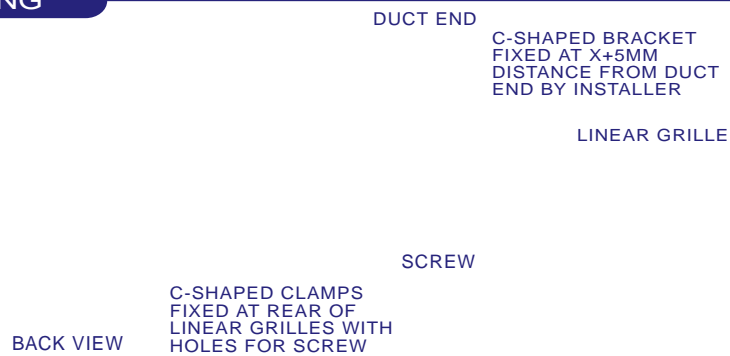 DUCT END
C-SHAPED BRACKET
FIXED AT X+5MM
DISTANCE FROM DUCT
END BY INSTALLER
LINEAR GRILLE
SCREW
C-SHAPED CLAMPS
FIXED AT REAR OF
LINEAR GRILLES WITH
HOLES FOR SCREW
BACK VIEW